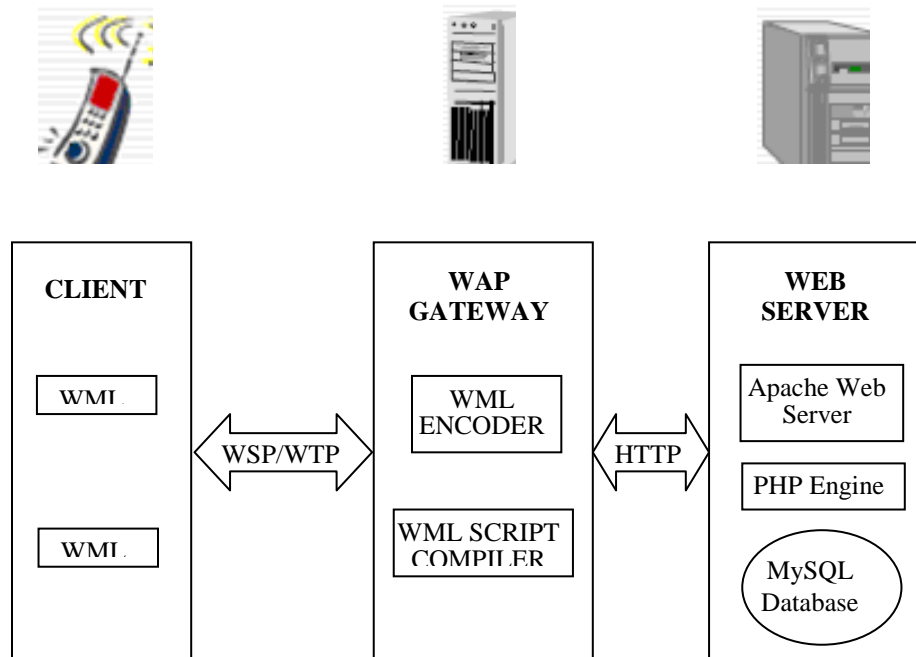 CLIENT
WML
WML
WSP/WTP
WAP
GATEWAY
WML
ENCODER
WML SCRIPT
COMPILER
HTTP
WEB
SERVER
Apache Web
Server
PHP Engine
MySQL
Database